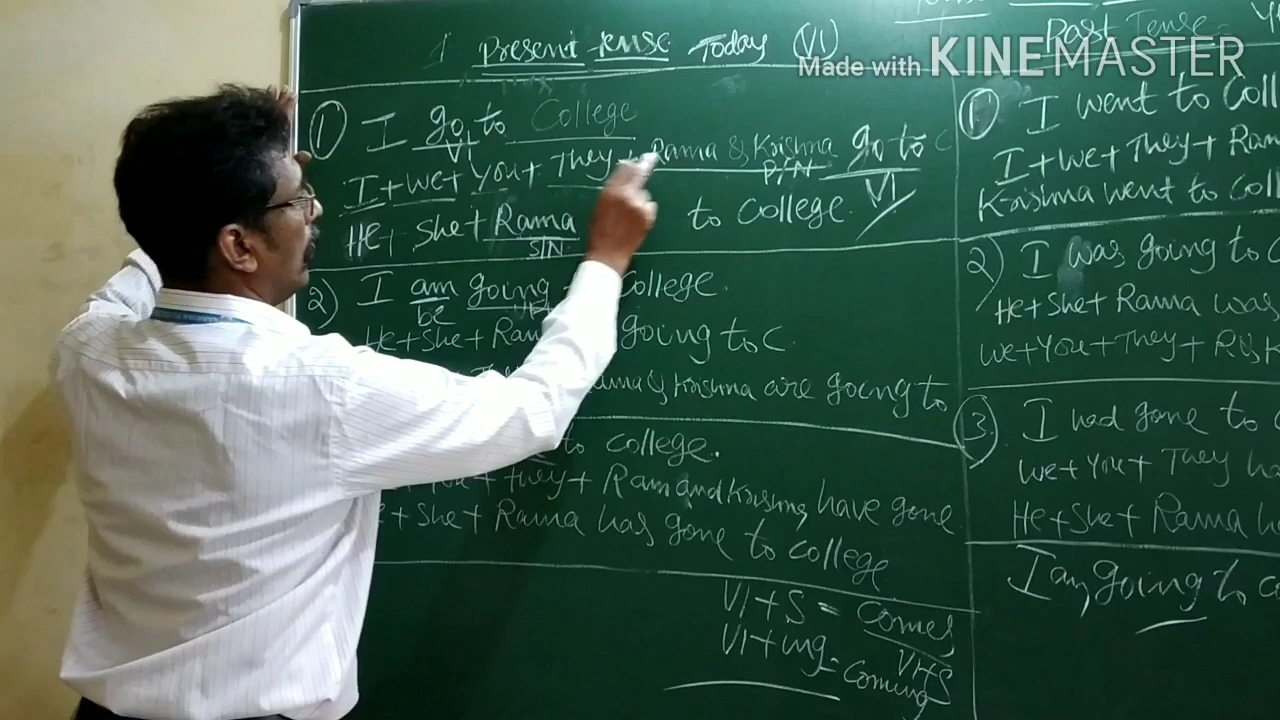 1 Present tense Today (V1)
Made with KINEMASTER
① I go to College
V1
I + We + You + They + Rama & Krishna go to C
P/N V1
He + She + Rama to College.
S/N
2) I am going College.
be
He + She + Ram going to C.
Rama & Krishna are going to
to College.
You + They + Ram and Krishna have gone
+ She + Rama has gone to college
V1 + S = Comes
V1 + S
V1 + ing = Coming
Past Tense =
① I went to Coll
I + We + They + Ram
Krishna went to Coll
2) I was going to C
He + She + Rama was
We + You + They + R & K
③ I had gone to
We + You + They ha
He + She + Rama h
I am going to c